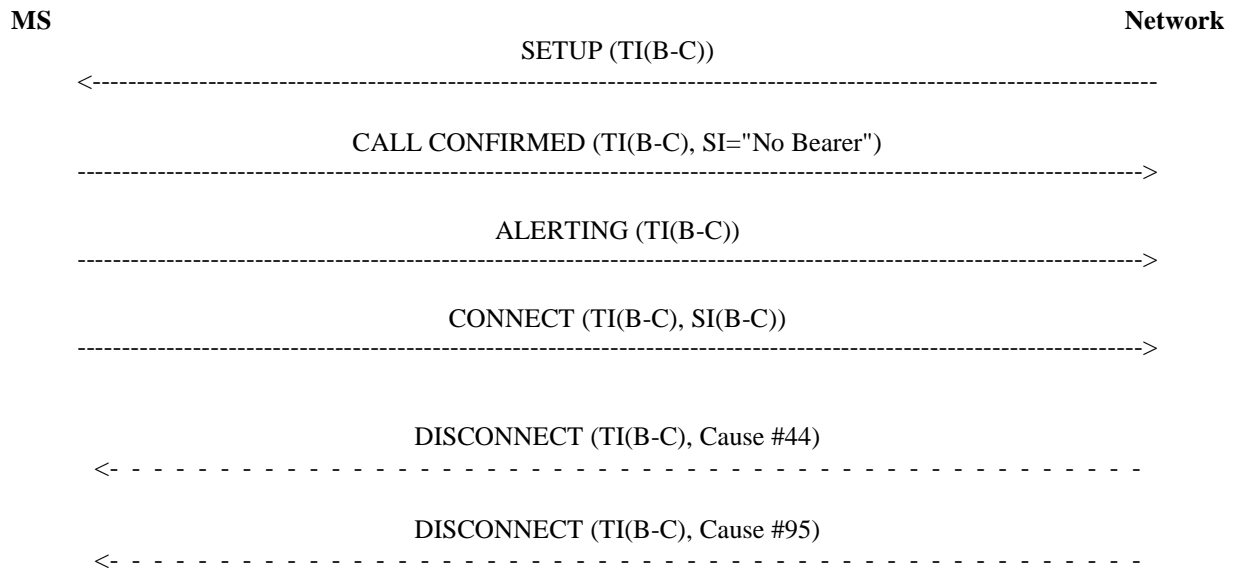 MS Network
SETUP (TI(B-C))
CALL CONFIRMED (TI(B-C), SI="No Bearer")
ALERTING (TI(B-C))
CONNECT (TI(B-C), SI(B-C))
DISCONNECT (TI(B-C), Cause #44)
DISCONNECT (TI(B-C), Cause #95)